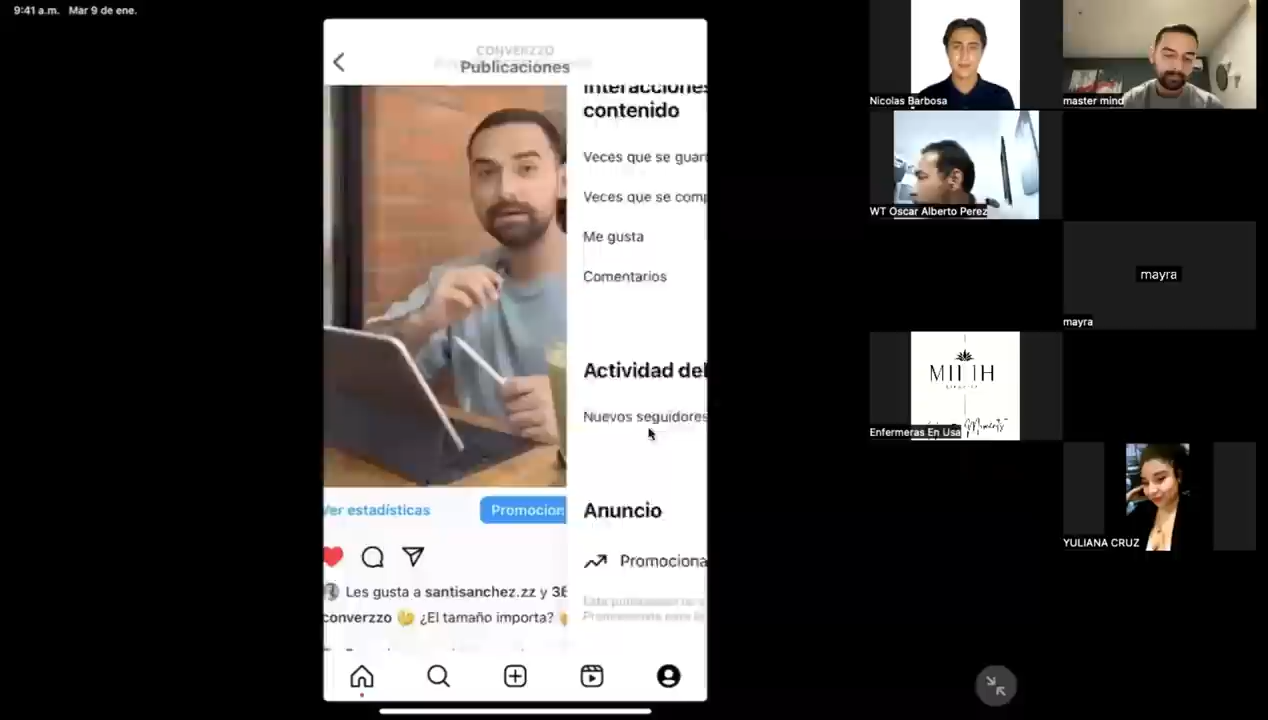 9:41 a.m. Mar 9 de ene.
CONVERZZO
Publicaciones
Interacciones
contenido
Veces que se guar
Veces que se comp
Me gusta
Comentarios
Actividad del
Nuevos seguidores
Ver estadísticas
Promocion
Anuncio
Promociona
Les gusta a santisanchez.zz y 38
converzzo 🤔 ¿El tamaño importa?
Nicolas Barbosa
master mind
WT Oscar Alberto Perez
mayra
mayra
Enfermeras En Usa
YULIANA CRUZ